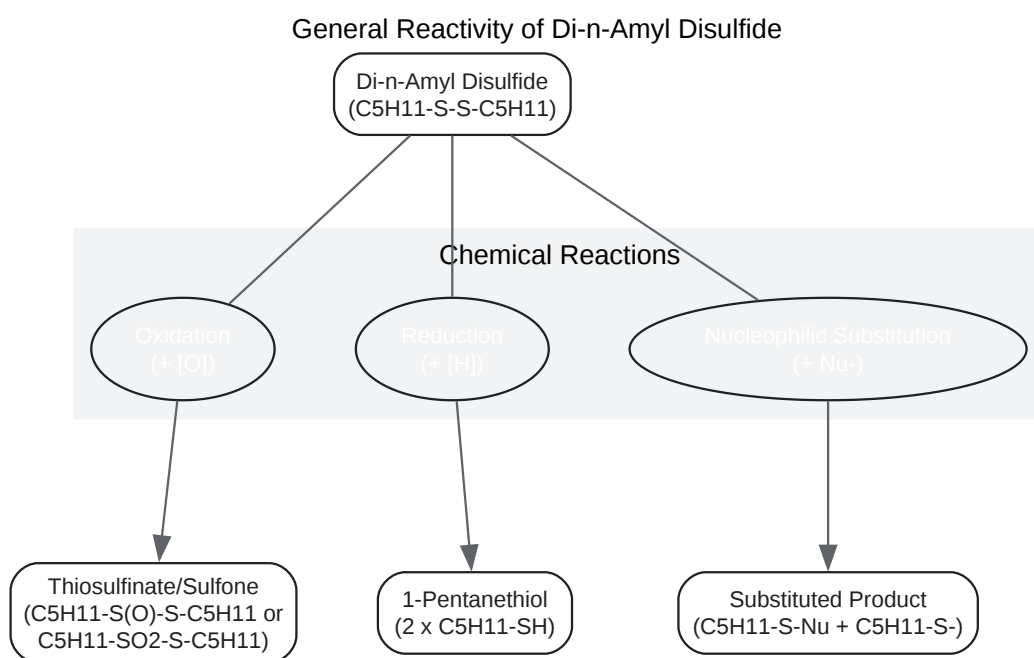 General Reactivity of Di-n-Amyl Disulfide
Di-n-Amyl Disulfide
(C5H11-S-S-C5H11)
Chemical Reactions
Oxidation
(+ [O])
Reduction
(+ [H])
Nucleophilic Substitution
(+ Nu-)
Thiosulfinate/Sulfone
(C5H11-S(O)-S-C5H11 or
C5H11-SO2-S-C5H11)
1-Pentanethiol
(2 x C5H11-SH)
Substituted Product
(C5H11-S-Nu + C5H11-S-)